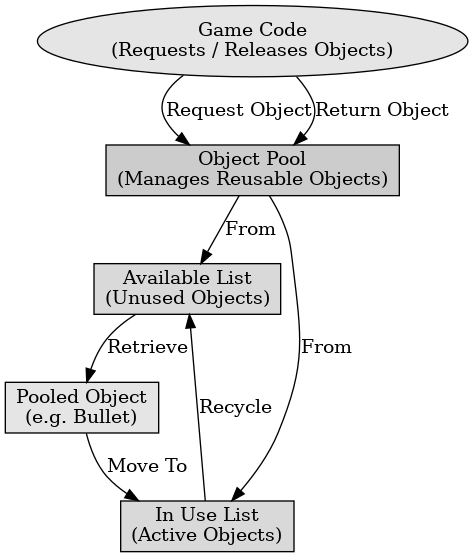 Game Code
(Requests / Releases Objects)
Request Object
Return Object
Object Pool
(Manages Reusable Objects)
From
Available List
(Unused Objects)
Retrieve
From
Pooled Object
(e.g. Bullet)
Recycle
Move To
In Use List
(Active Objects)